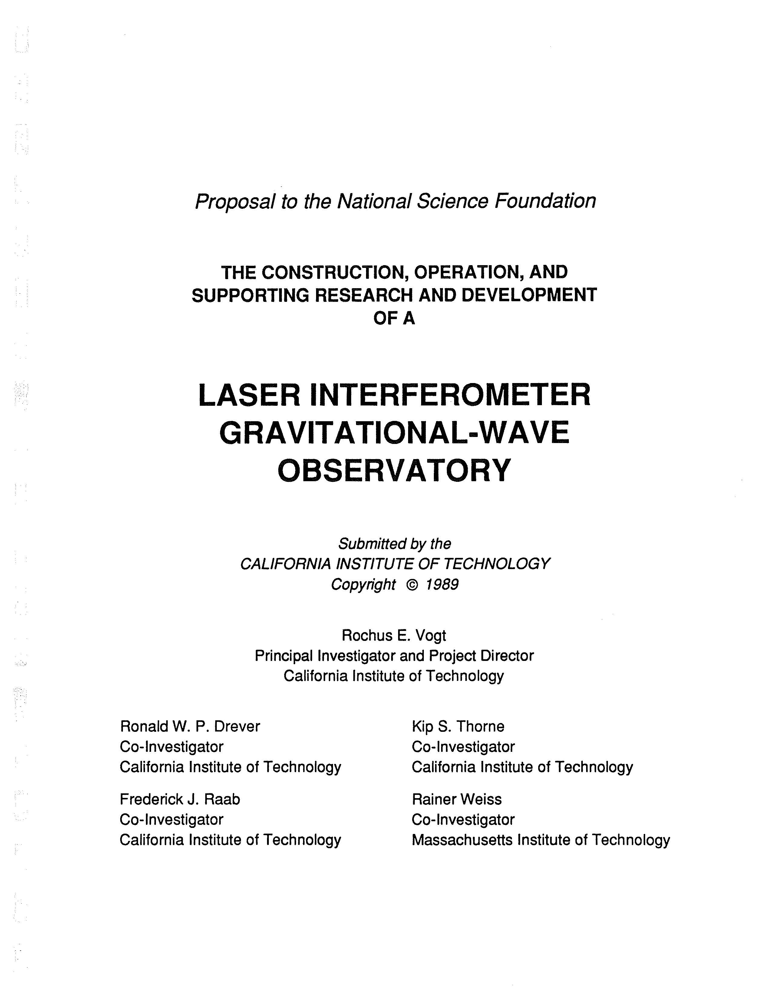 Proposal to the National Science Foundation
THE CONSTRUCTION, OPERATION, AND
SUPPORTING RESEARCH AND DEVELOPMENT
OF A
LASER INTERFEROMETER
GRAVITATIONAL-WAVE
OBSERVATORY
Submitted by the
CALIFORNIA INSTITUTE OF TECHNOLOGY
Copyright © 1989
Rochus E. Vogt
Principal Investigator and Project Director
California Institute of Technology
Ronald W. P. Drever
Co-Investigator
California Institute of Technology
Kip S. Thorne
Co-Investigator
California Institute of Technology
Frederick J. Raab
Co-Investigator
California Institute of Technology
Rainer Weiss
Co-Investigator
Massachusetts Institute of Technology